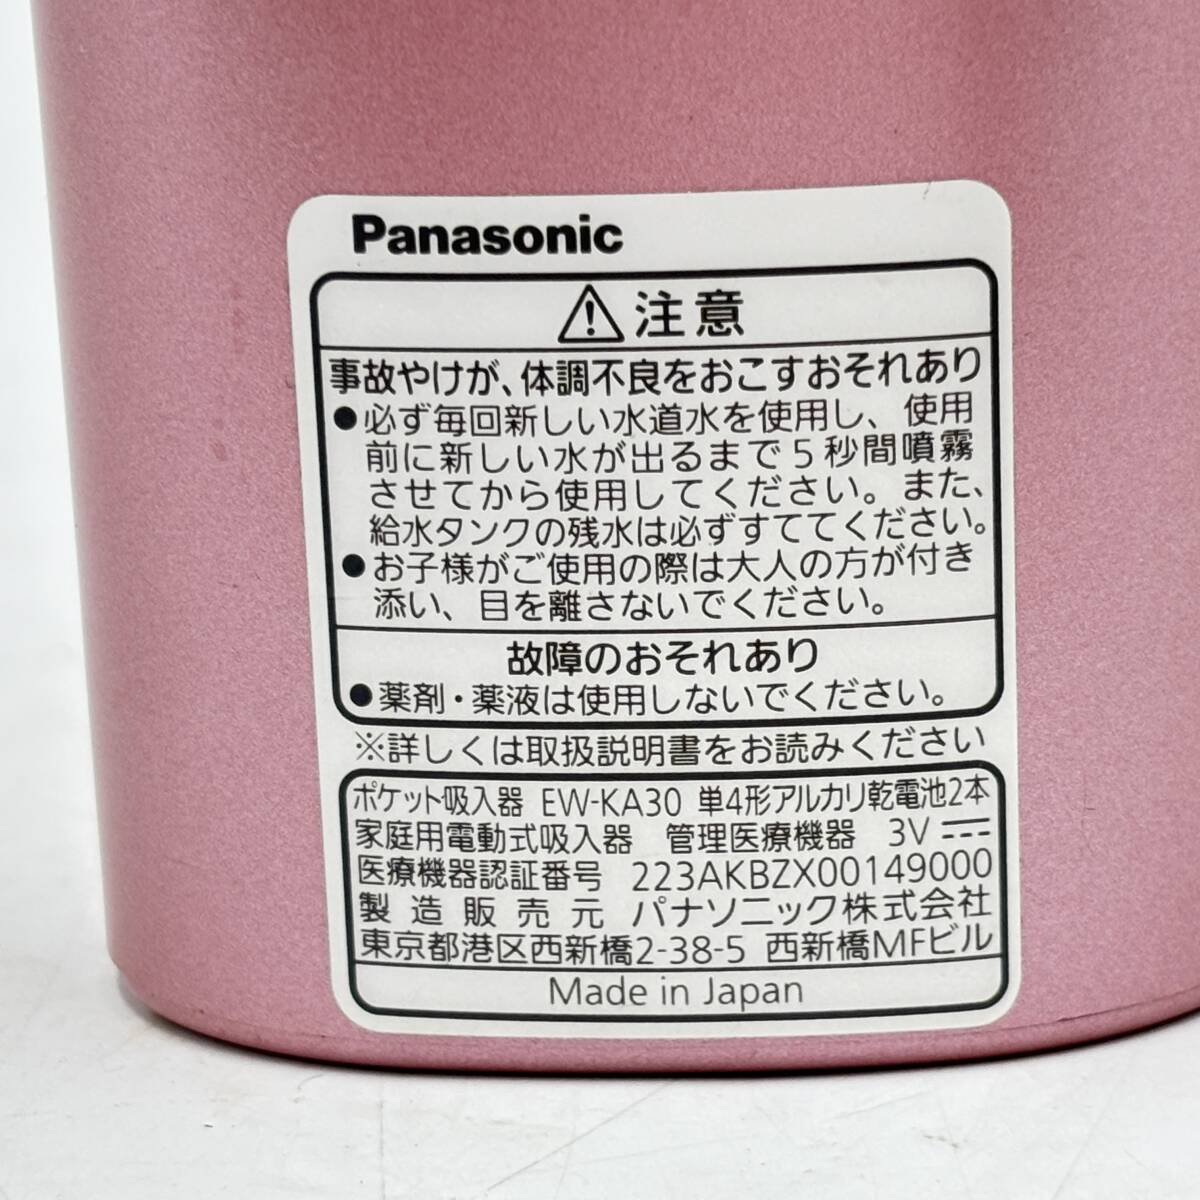 Panasonic
⚠注意
事故やけが、体調不良をおこすおそれあり
●必ず毎回新しい水道水を使用し、使用
前に新しい水が出るまで5秒間噴霧
させてから使用してください。また、
給水タンクの残水は必ずすててください。
●お子様がご使用の際は大人の方が付き
添い、目を離さないでください。
故障のおそれあり
●薬剤・薬液は使用しないでください。
※詳しくは取扱説明書をお読みください
ポケット吸入器 EW-KA30 単4形アルカリ乾電池2本
家庭用電動式吸入器 管理医療機器 3V⎓
医療機器認証番号 223AKBZX00149000
製造販売元 パナソニック株式会社
東京都港区西新橋2-38-5 西新橋MFビル
Made in Japan